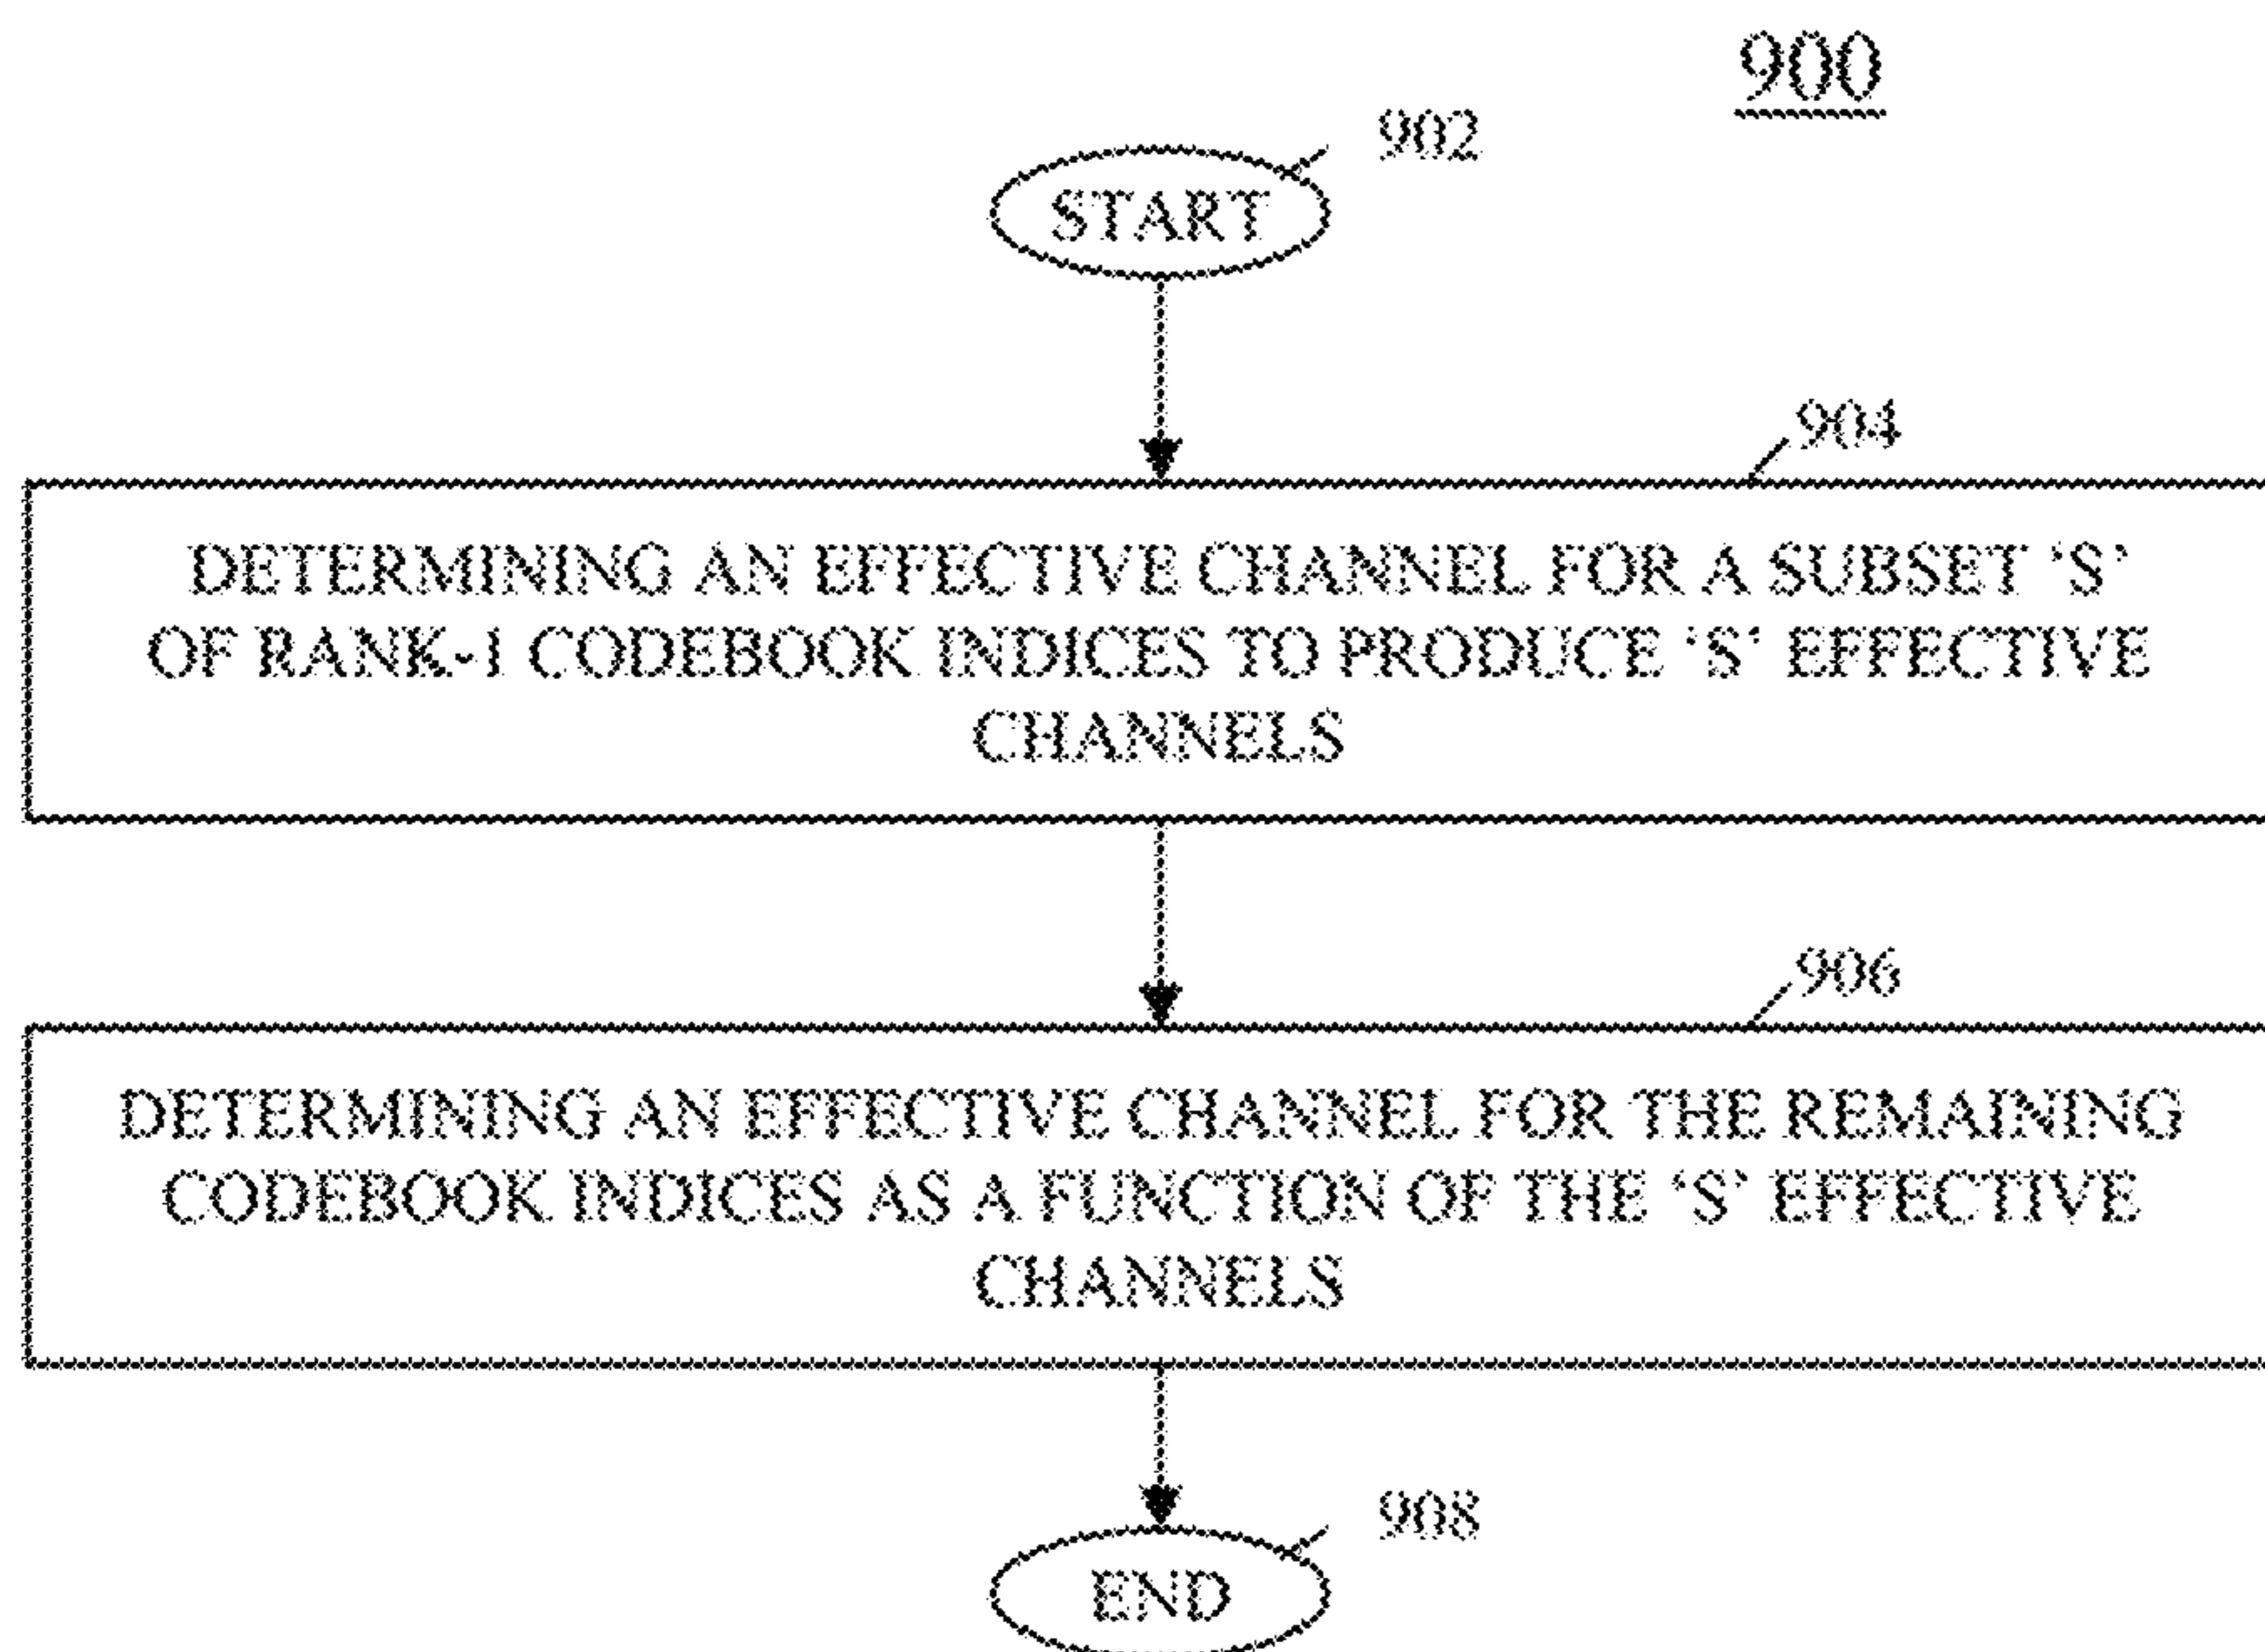 900
902
START
904
DETERMINING AN EFFECTIVE CHANNEL FOR A SUBSET ‘S’
OF RANK-1 CODEBOOK INDICES TO PRODUCE ‘S’ EFFECTIVE
CHANNELS
906
DETERMINING AN EFFECTIVE CHANNEL FOR THE REMAINING
CODEBOOK INDICES AS A FUNCTION OF THE ‘S’ EFFECTIVE
CHANNELS
908
END